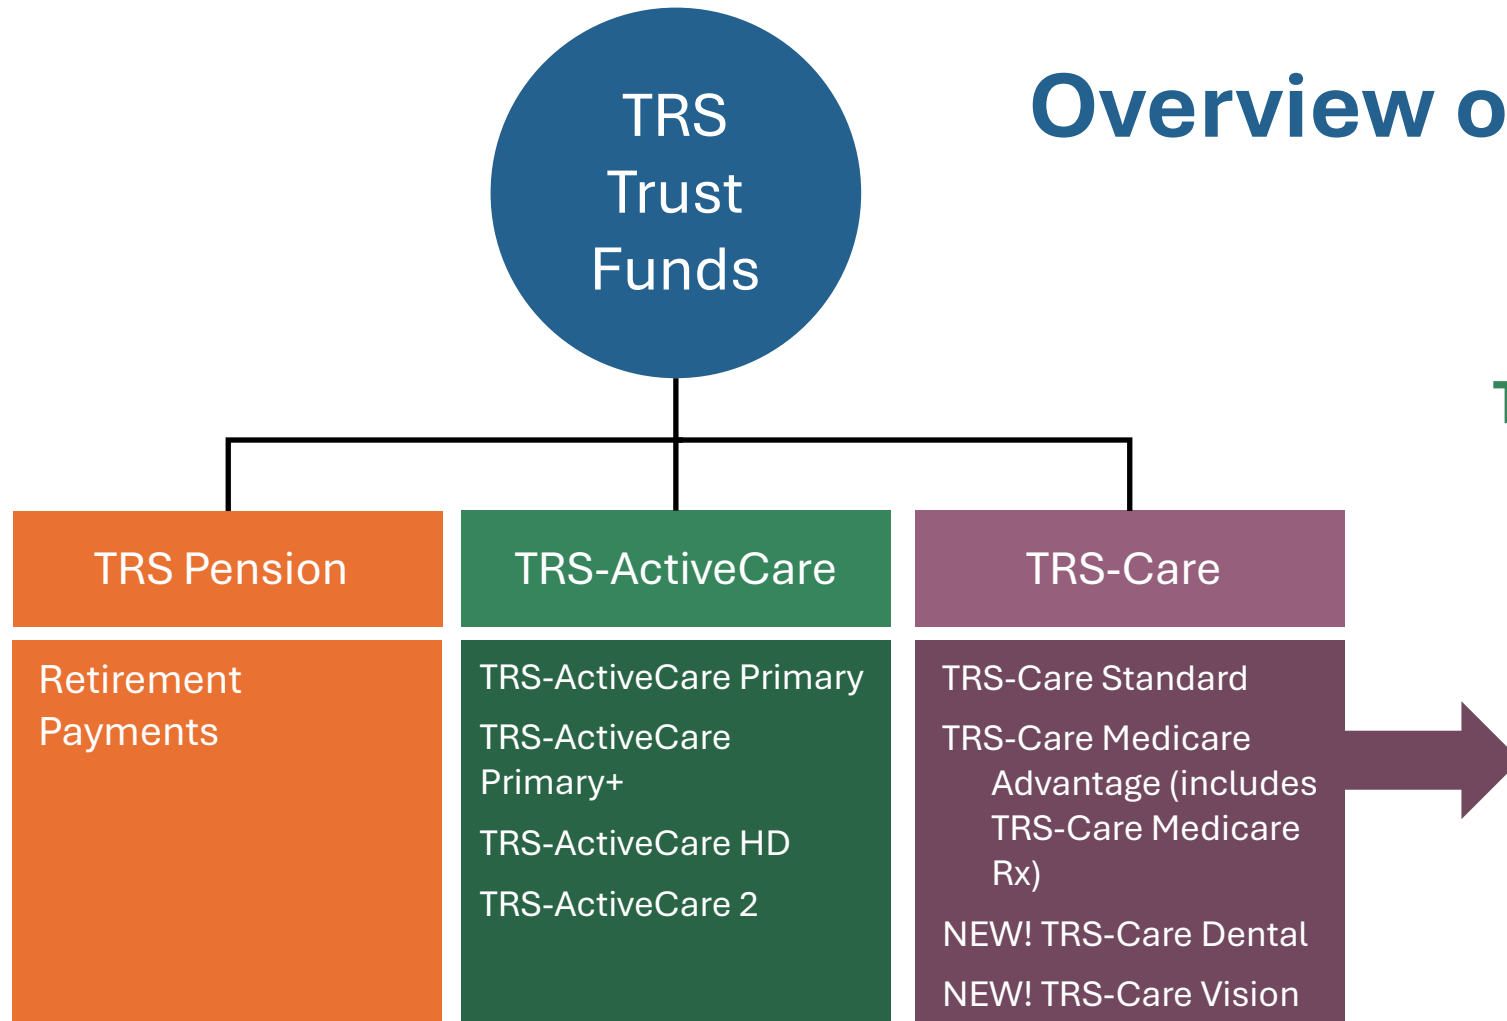 TRS
Trust
Funds
Overview
TRS Pension
Retirement
Payments
TRS-ActiveCare
TRS-ActiveCare Primary
TRS-ActiveCare
Primary+
TRS-ActiveCare HD
TRS-ActiveCare 2
TRS-Care
TRS-Care Standard
TRS-Care Medicare
Advantage (includes
TRS-Care Medicare
Rx)
NEW! TRS-Care Dental
NEW! TRS-Care Vision